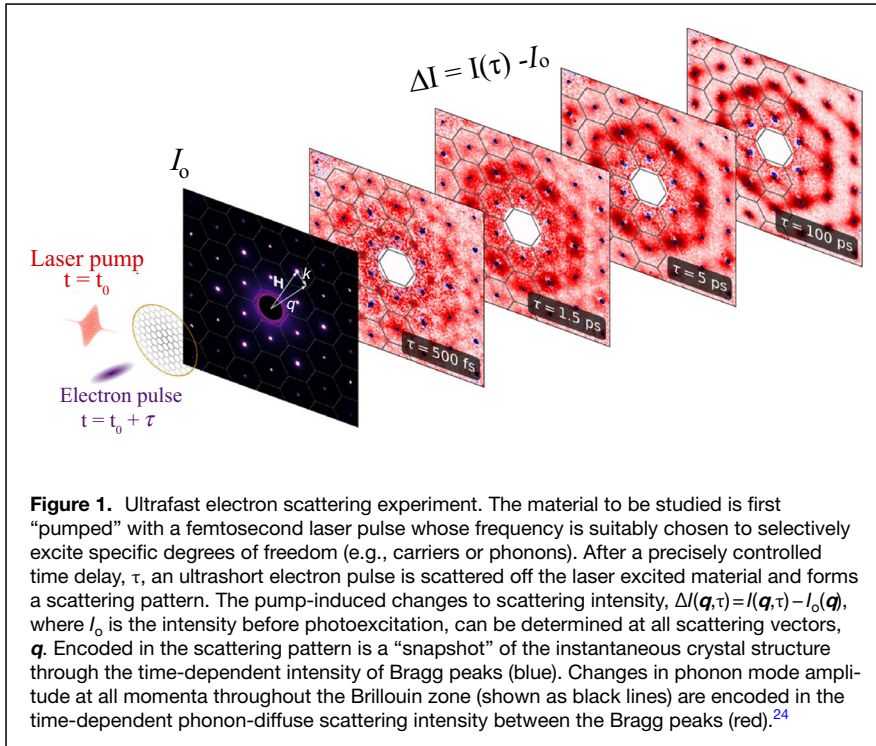 ΔI = I(τ) -Iₒ
Iₒ
Laser pump
t = t₀
Electron pulse
t = t₀ + τ
H
k
q
τ = 500 fs
τ = 1.5 ps
τ = 5 ps
τ = 100 ps
Figure 1. Ultrafast electron scattering experiment. The material to be studied is first
“pumped” with a femtosecond laser pulse whose frequency is suitably chosen to selectively
excite specific degrees of freedom (e.g., carriers or phonons). After a precisely controlled
time delay, τ, an ultrashort electron pulse is scattered off the laser excited material and forms
a scattering pattern. The pump-induced changes to scattering intensity, ΔI(q,τ) = I(q,τ) − Iₒ(q),
where Iₒ is the intensity before photoexcitation, can be determined at all scattering vectors,
q. Encoded in the scattering pattern is a “snapshot” of the instantaneous crystal structure
through the time-dependent intensity of Bragg peaks (blue). Changes in phonon mode ampli-
tude at all momenta throughout the Brillouin zone (shown as black lines) are encoded in the
time-dependent phonon-diffuse scattering intensity between the Bragg peaks (red).²⁴